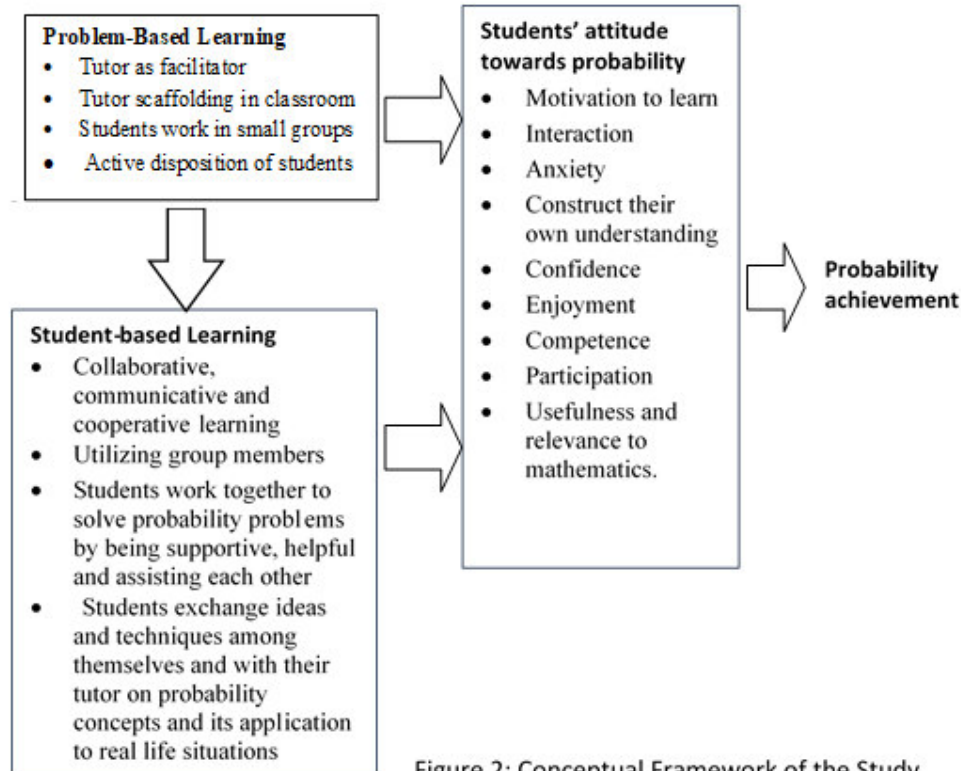 Problem-Based Learning
• Tutor as facilitator
• Tutor scaffolding in classroom
• Students work in small groups
• Active disposition of students
Students’ attitude
towards probability
• Motivation to learn
• Interaction
• Anxiety
• Construct their
own understanding
• Confidence
• Enjoyment
• Competence
• Participation
• Usefulness and
relevance to
mathematics.
Probability
achievement
Student-based Learning
• Collaborative,
communicative and
cooperative learning
• Utilizing group members
• Students work together to
solve probability problems
by being supportive, helpful
and assisting each other
• Students exchange ideas
and techniques among
themselves and with their
tutor on probability
concepts and its application
to real life situations
Figure 2: Conceptual Framework of the Study